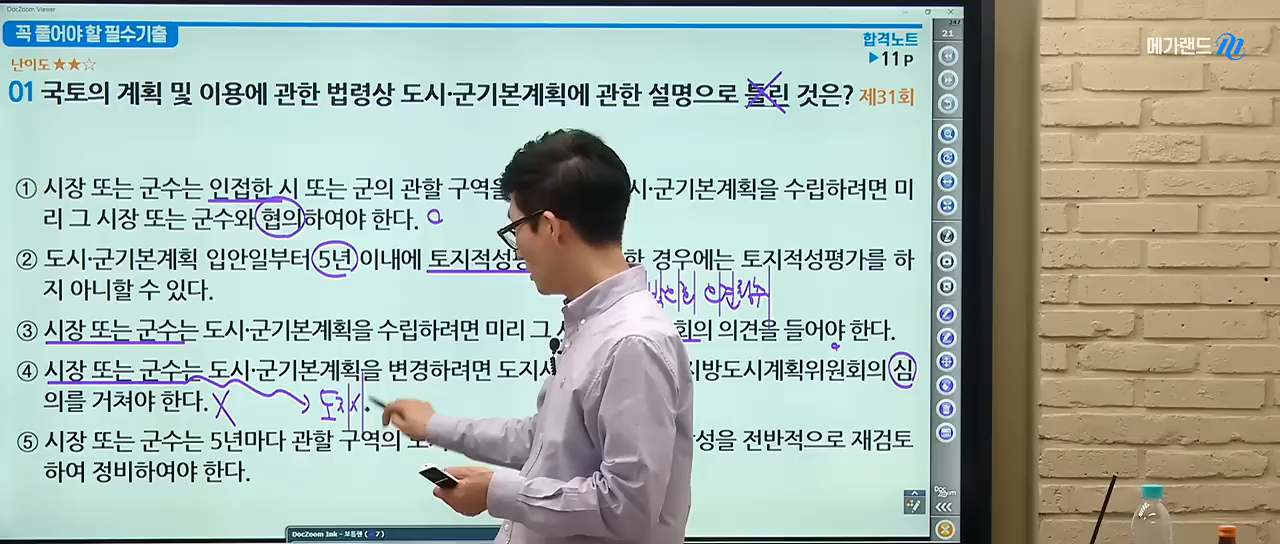 DocZoom Viewer
꼭 풀어야 할 필수기출
메가랜드
247
21
합격노트
▶11P
난이도★★☆
01 국토의 계획 및 이용에 관한 법령상 도시·군기본계획에 관한 설명으로 틀린 것은? 제31회
① 시장 또는 군수는 인접한 시 또는 군의 관할 구역을 시·군기본계획을 수립하려면 미
리 그 시장 또는 군수와 협의하여야 한다.
② 도시·군기본계획 입안일부터 5년 이내에 토지적성 한 경우에는 토지적성평가를 하
지 아니할 수 있다.
③ 시장 또는 군수는 도시·군기본계획을 수립하려면 미리 그 회의 의견을 들어야 한다.
④ 시장 또는 군수는 도시·군기본계획을 변경하려면 도지사 지방도시계획위원회의 심
의를 거쳐야 한다. X 도지사
⑤ 시장 또는 군수는 5년마다 관할 구역의 성을 전반적으로 재검토
하여 정비하여야 한다.
DocZoom
DocZoom Ink - 보통펜 ( 7 )